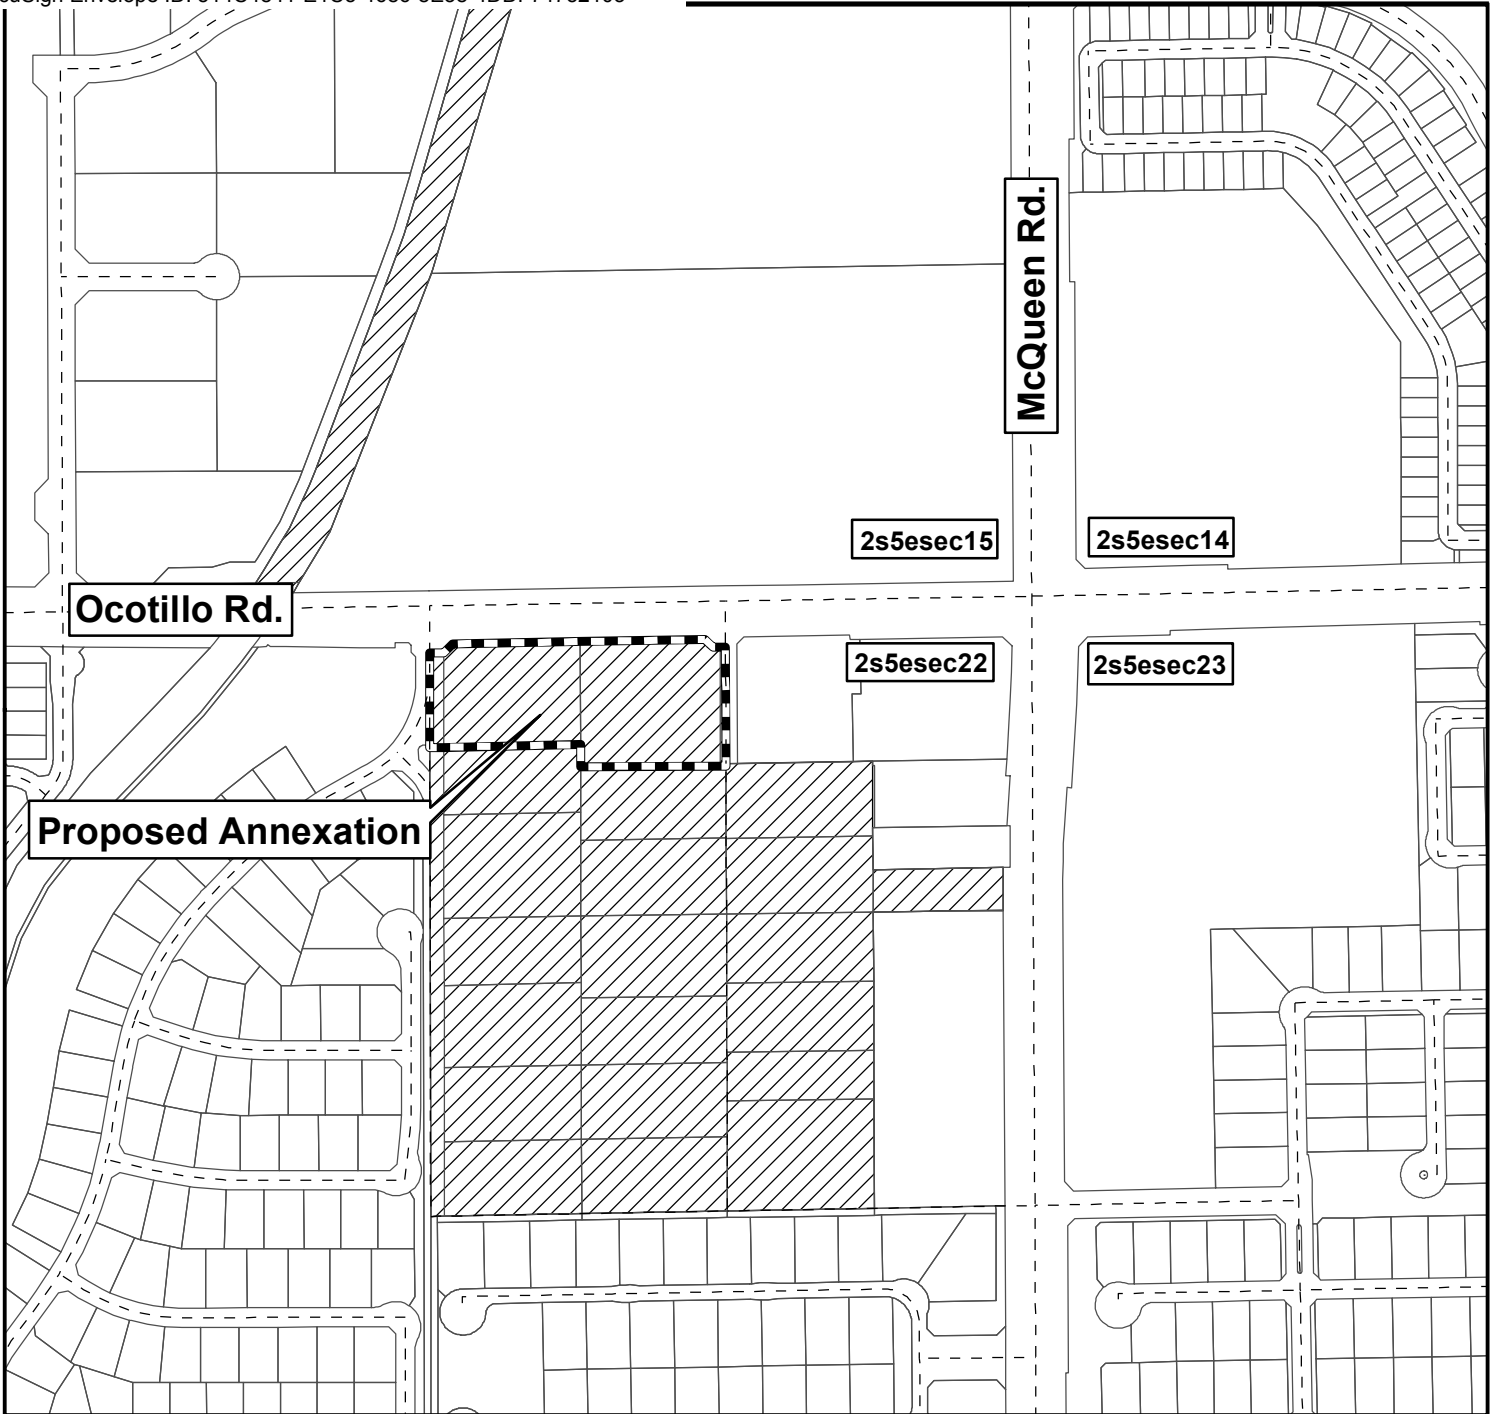 McQueen Rd.
2s5esec15
2s5esec14
Ocotillo Rd.
2s5esec22
2s5esec23
Proposed Annexation